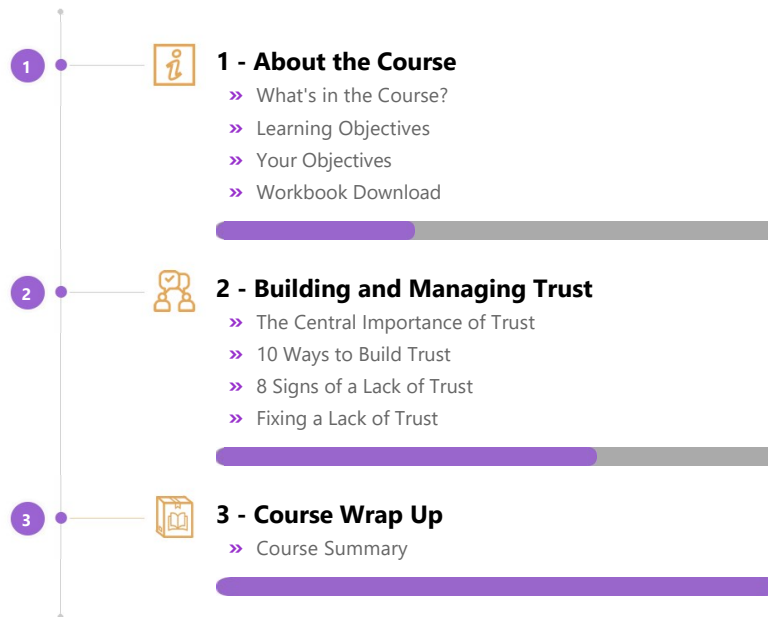 1
1 - About the Course
» What's in the Course?
» Learning Objectives
» Your Objectives
» Workbook Download
2
2 - Building and Managing Trust
» The Central Importance of Trust
» 10 Ways to Build Trust
» 8 Signs of a Lack of Trust
» Fixing a Lack of Trust
3
3 - Course Wrap Up
» Course Summary